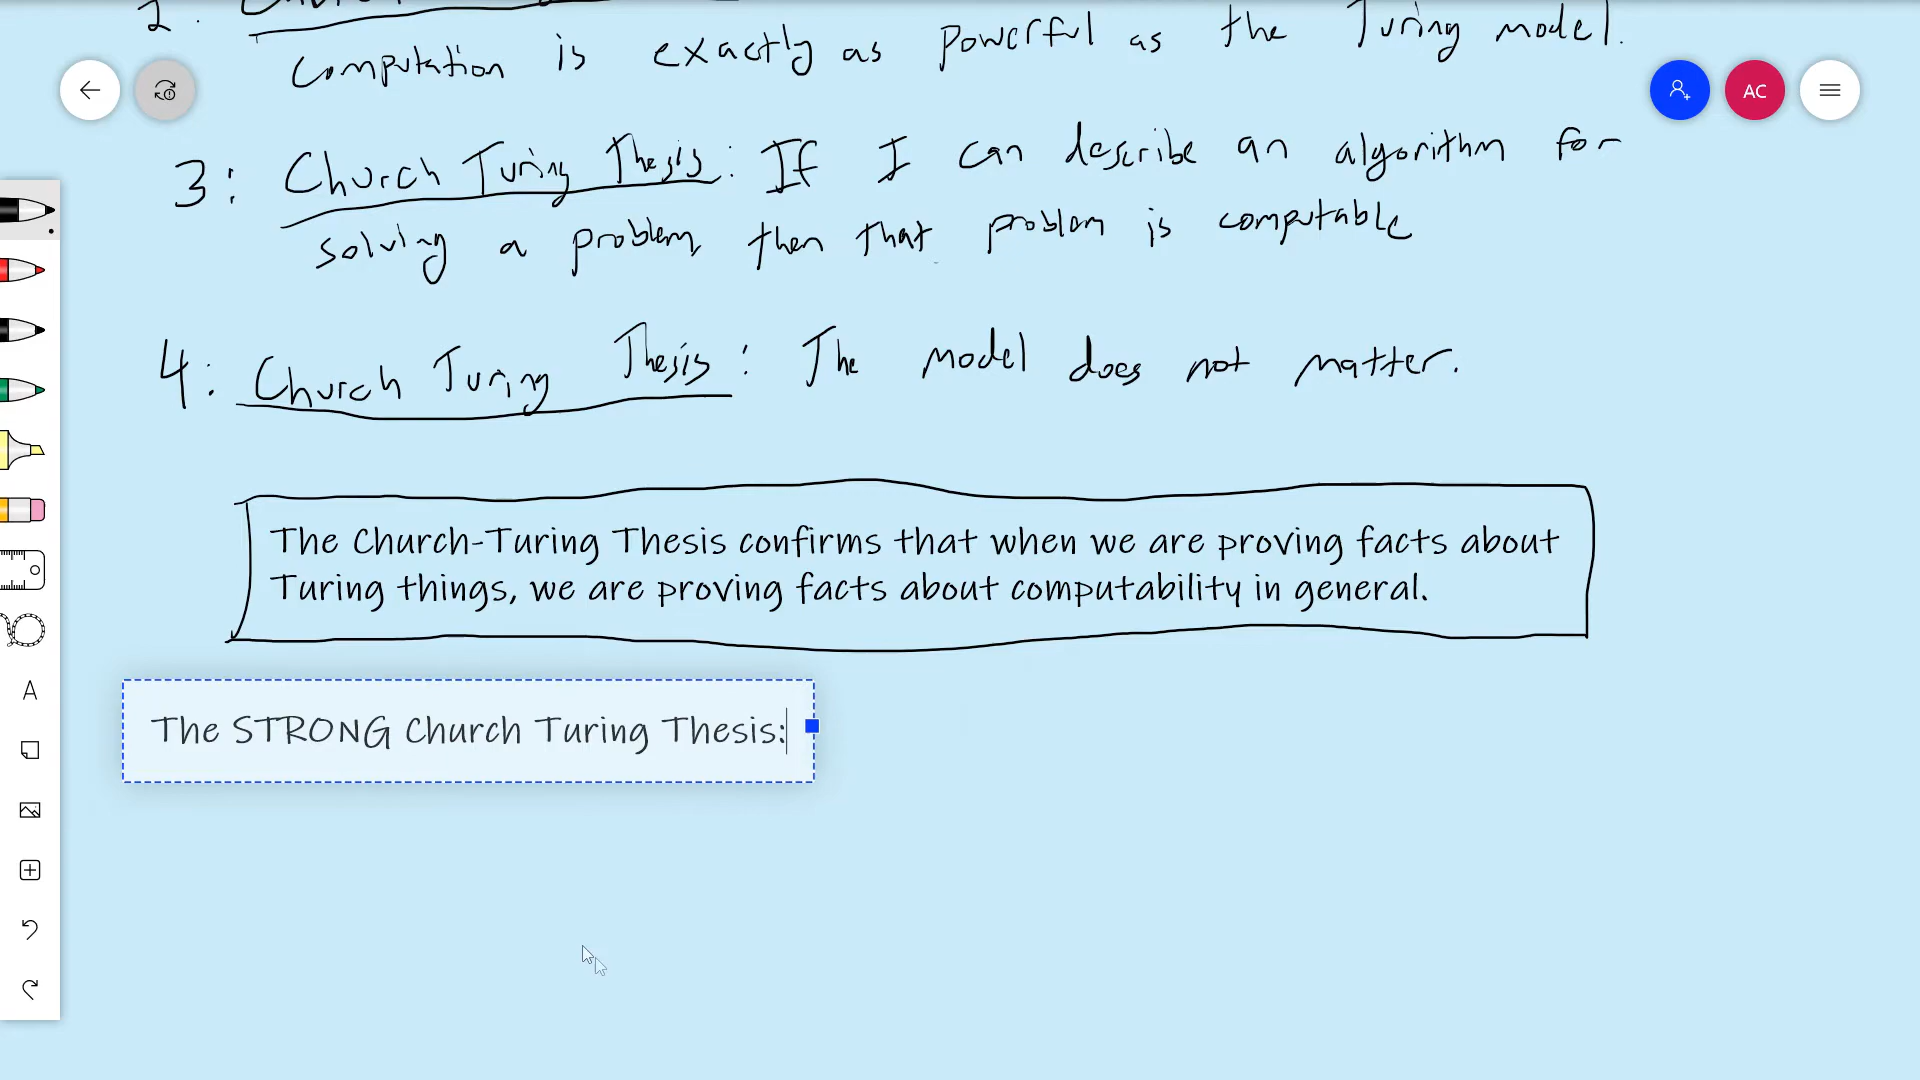 2.
computation is exactly as powerful as the Turing model.
AC
3: Church Turing Thesis: If I can describe an algorithm for
solving a problem, then that problem is computable
4: Church Turing Thesis: The model does not matter.
The Church-Turing Thesis confirms that when we are proving facts about
Turing things, we are proving facts about computability in general.
The STRONG Church Turing Thesis:
A